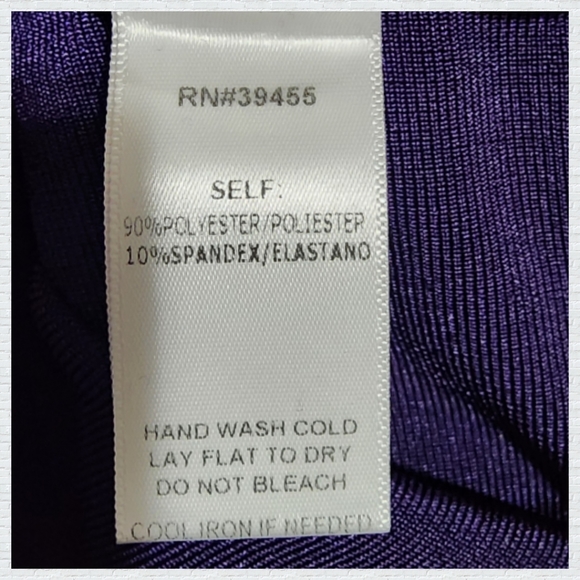 RN#39455
SELF:
90%POLYESTER/POLIESTER
10%SPANDEX/ELASTANO
HAND WASH COLD
LAY FLAT TO DRY
DO NOT BLEACH
COOL IRON IF NEEDED